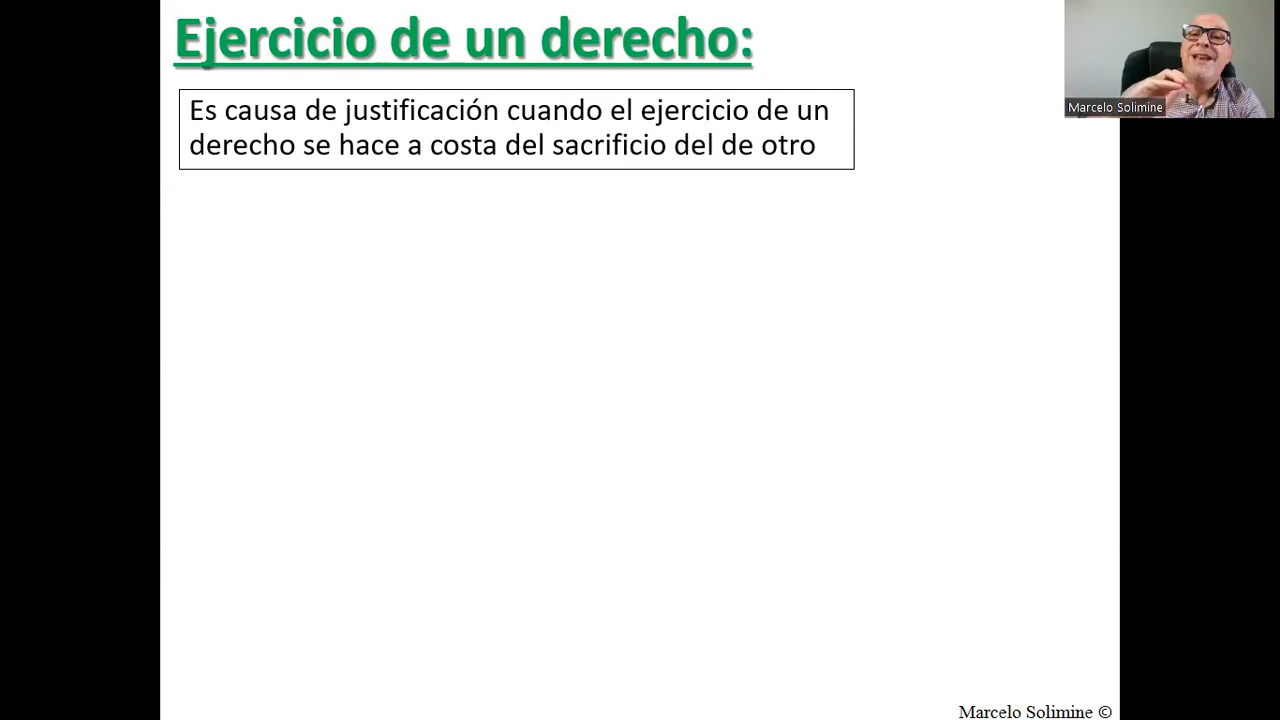 Ejercicio de un derecho:
Es causa de justificación cuando el ejercicio de un
derecho se hace a costa del sacrificio del de otro
Marcelo Solimine
Marcelo Solimine ©